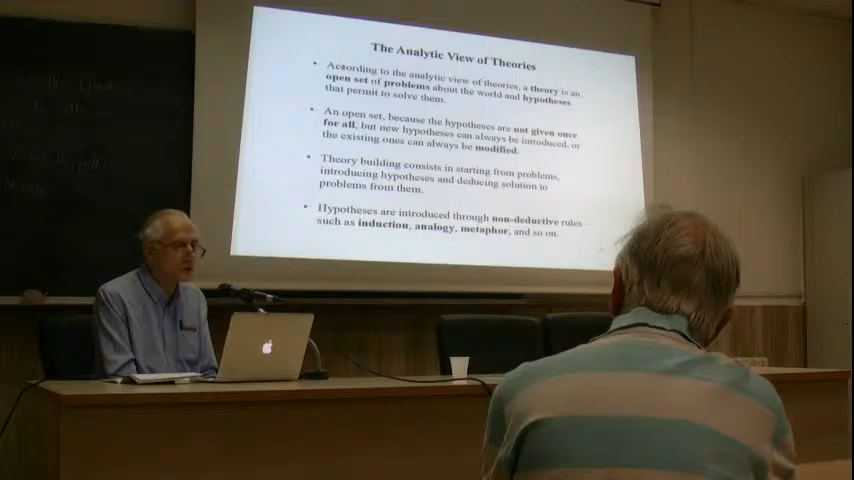 The Analytic View of Theories
• According to the analytic view of theories, a theory is an
open set of problems about the world and hypotheses
that permit to solve them.
• An open set, because the hypotheses are not given once
for all, but new hypotheses can always be introduced, or
the existing ones can always be modified.
• Theory building consists in starting from problems,
introducing hypotheses and deducing solution to
problems from them.
• Hypotheses are introduced through non-deductive rules
such as induction, analogy, metaphor, and so on.